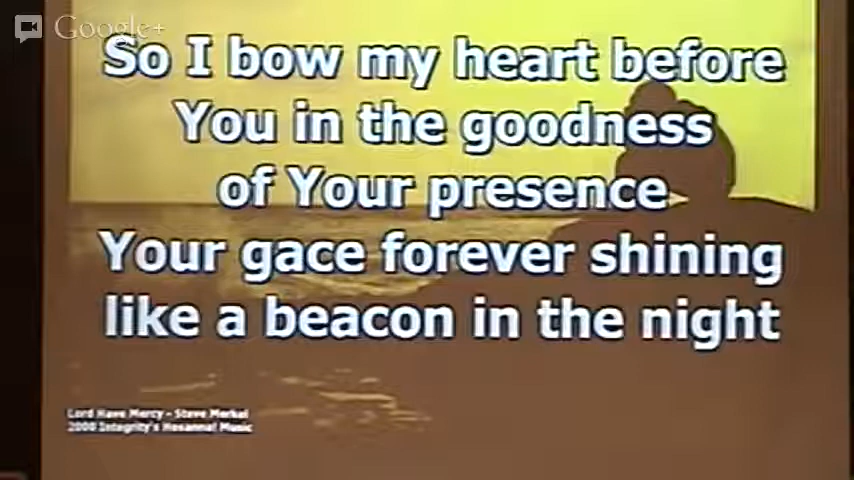 Google+
So I bow my heart before
You in the goodness
of Your presence
Your gace forever shining
like a beacon in the night
Lord Have Mercy - Steve Merkel
2000 Integrity's Hosanna! Music